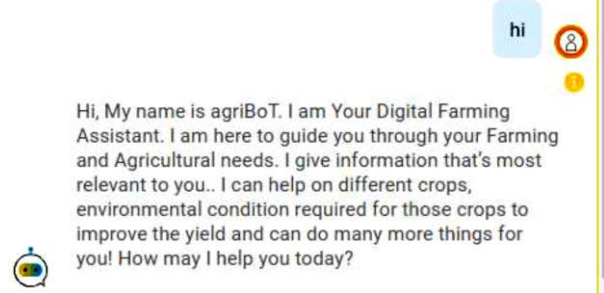 hi
Hi, My name is agriBoT. I am Your Digital Farming
Assistant. I am here to guide you through your Farming
and Agricultural needs. I give information that's most
relevant to you.. I can help on different crops,
environmental condition required for those crops to
improve the yield and can do many more things for
you! How may I help you today?